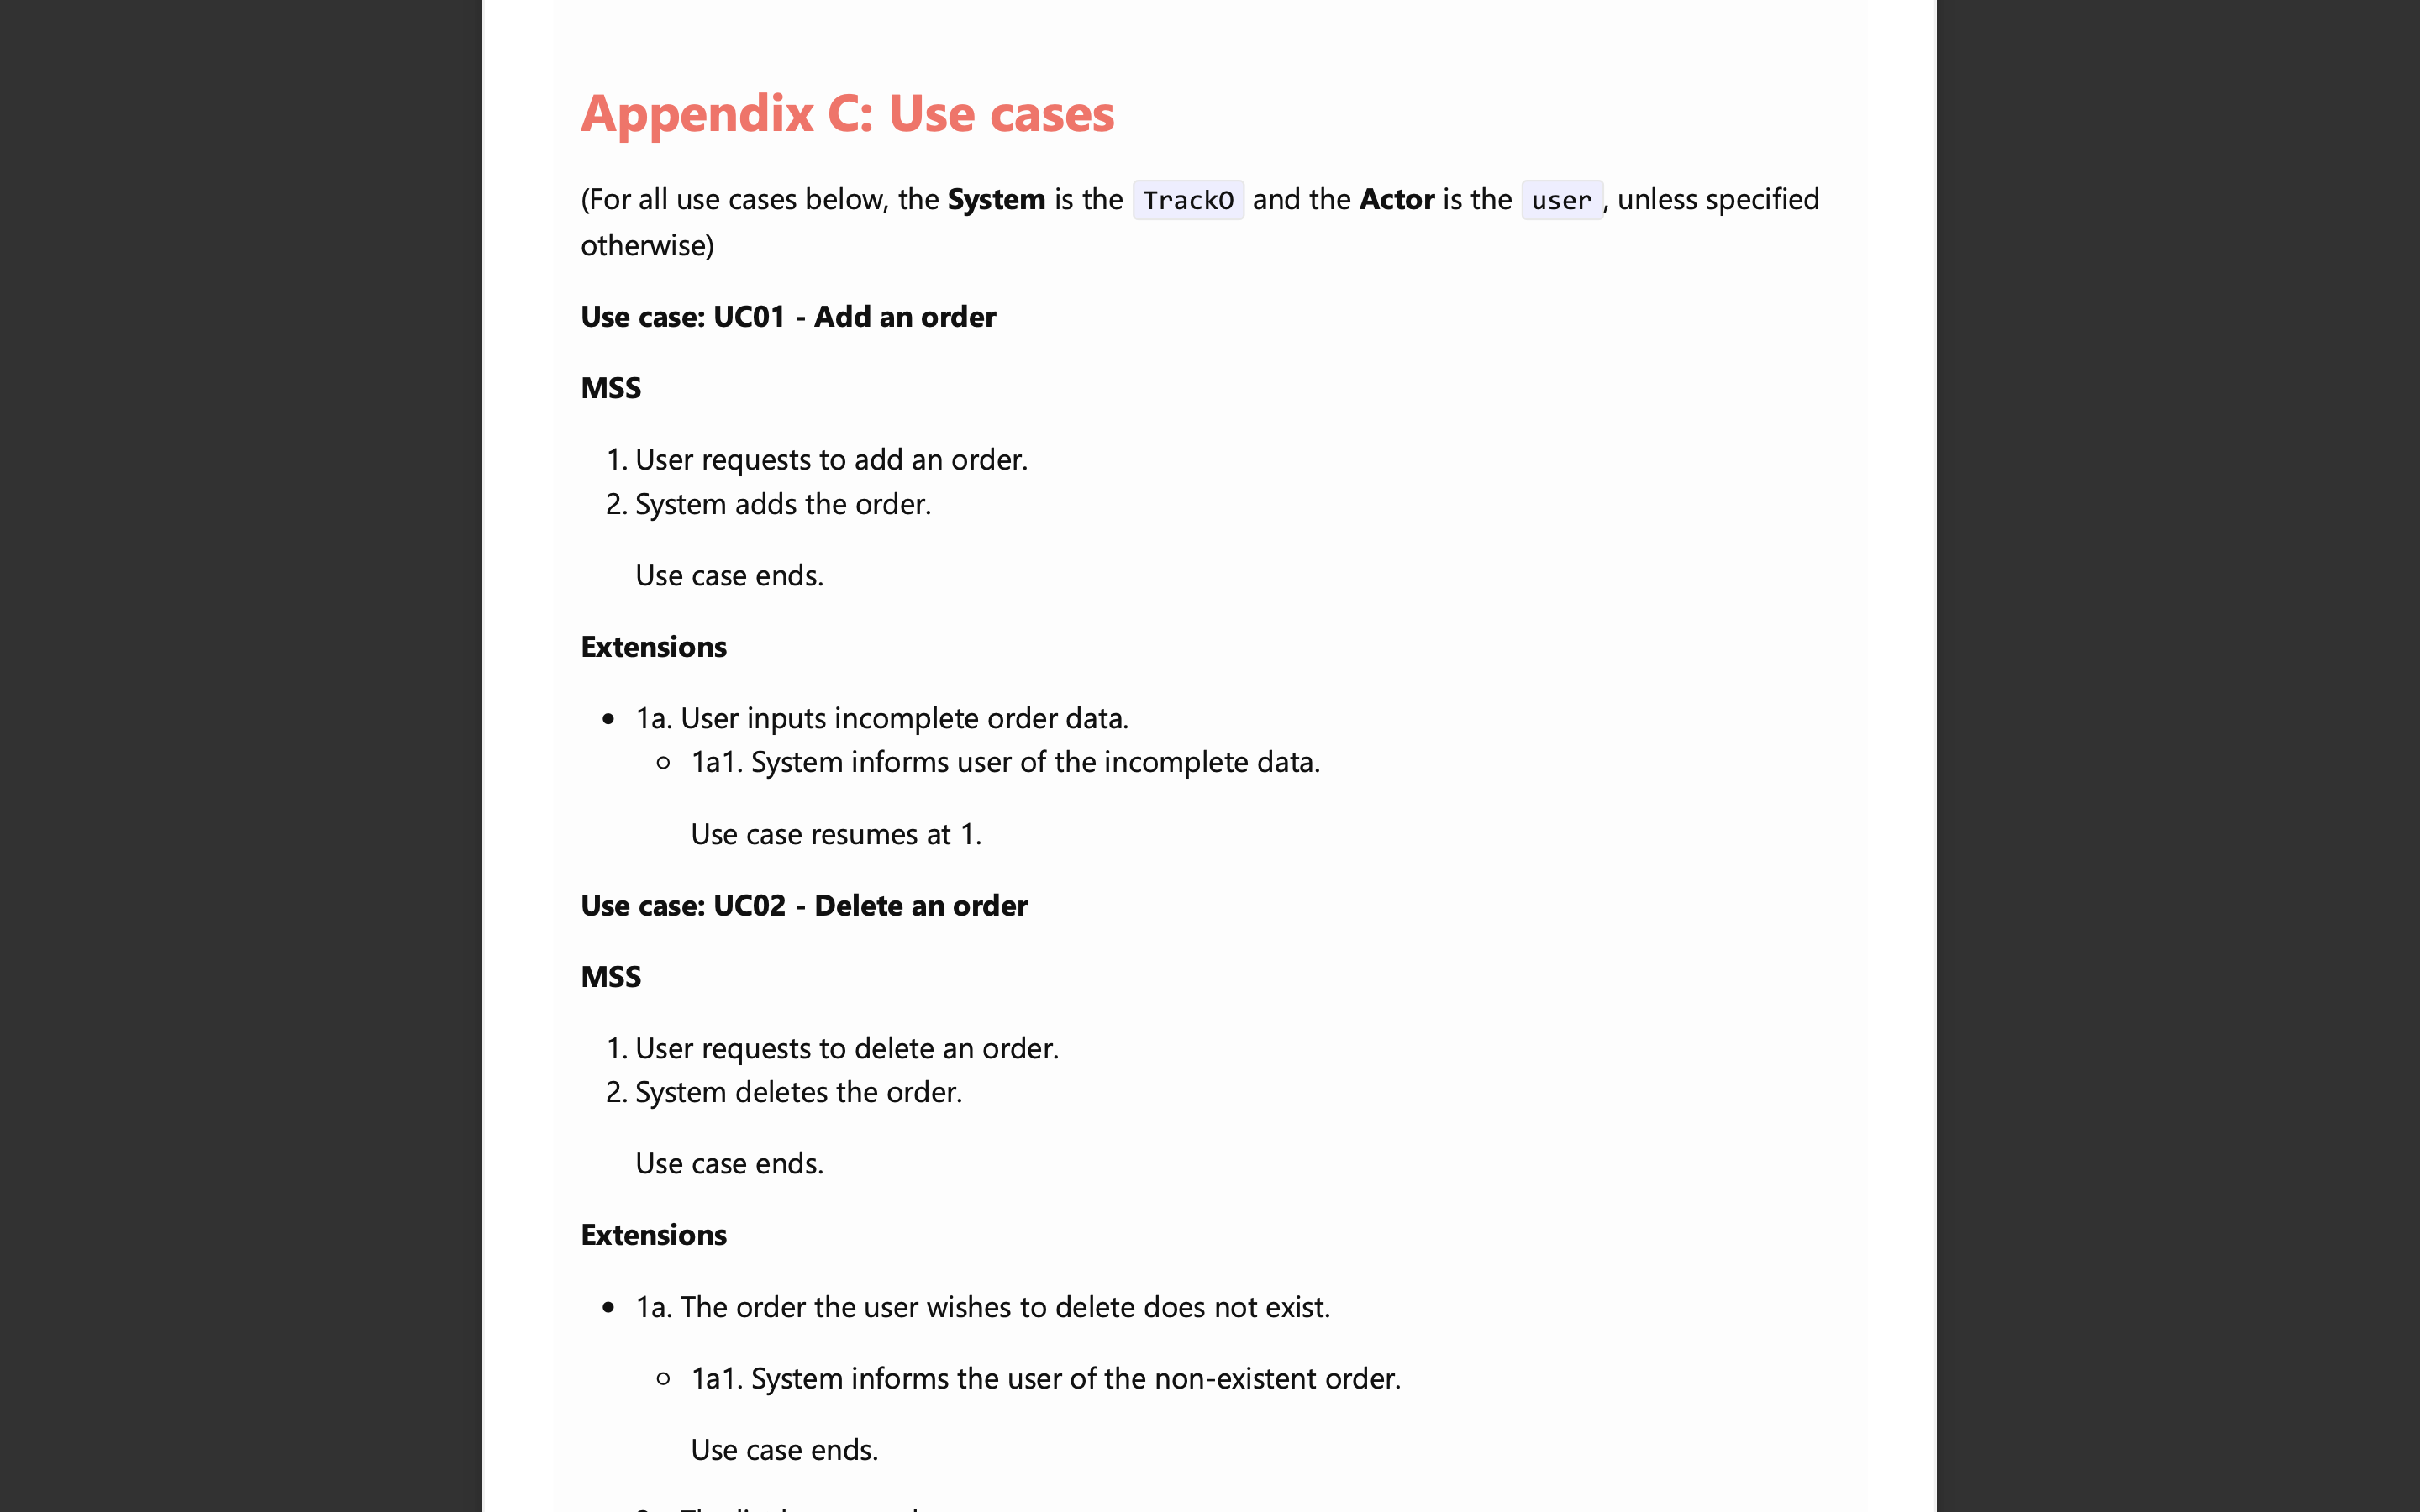 Appendix C: Use cases
(For all use cases below, the System is the TrackO and the Actor is the user, unless specified
otherwise)
Use case: UC01 - Add an order
MSS
1. User requests to add an order.
2. System adds the order.
Use case ends.
Extensions
• 1a. User inputs incomplete order data.
○ 1a1. System informs user of the incomplete data.
Use case resumes at 1.
Use case: UC02 - Delete an order
MSS
1. User requests to delete an order.
2. System deletes the order.
Use case ends.
Extensions
• 1a. The order the user wishes to delete does not exist.
○ 1a1. System informs the user of the non-existent order.
Use case ends.